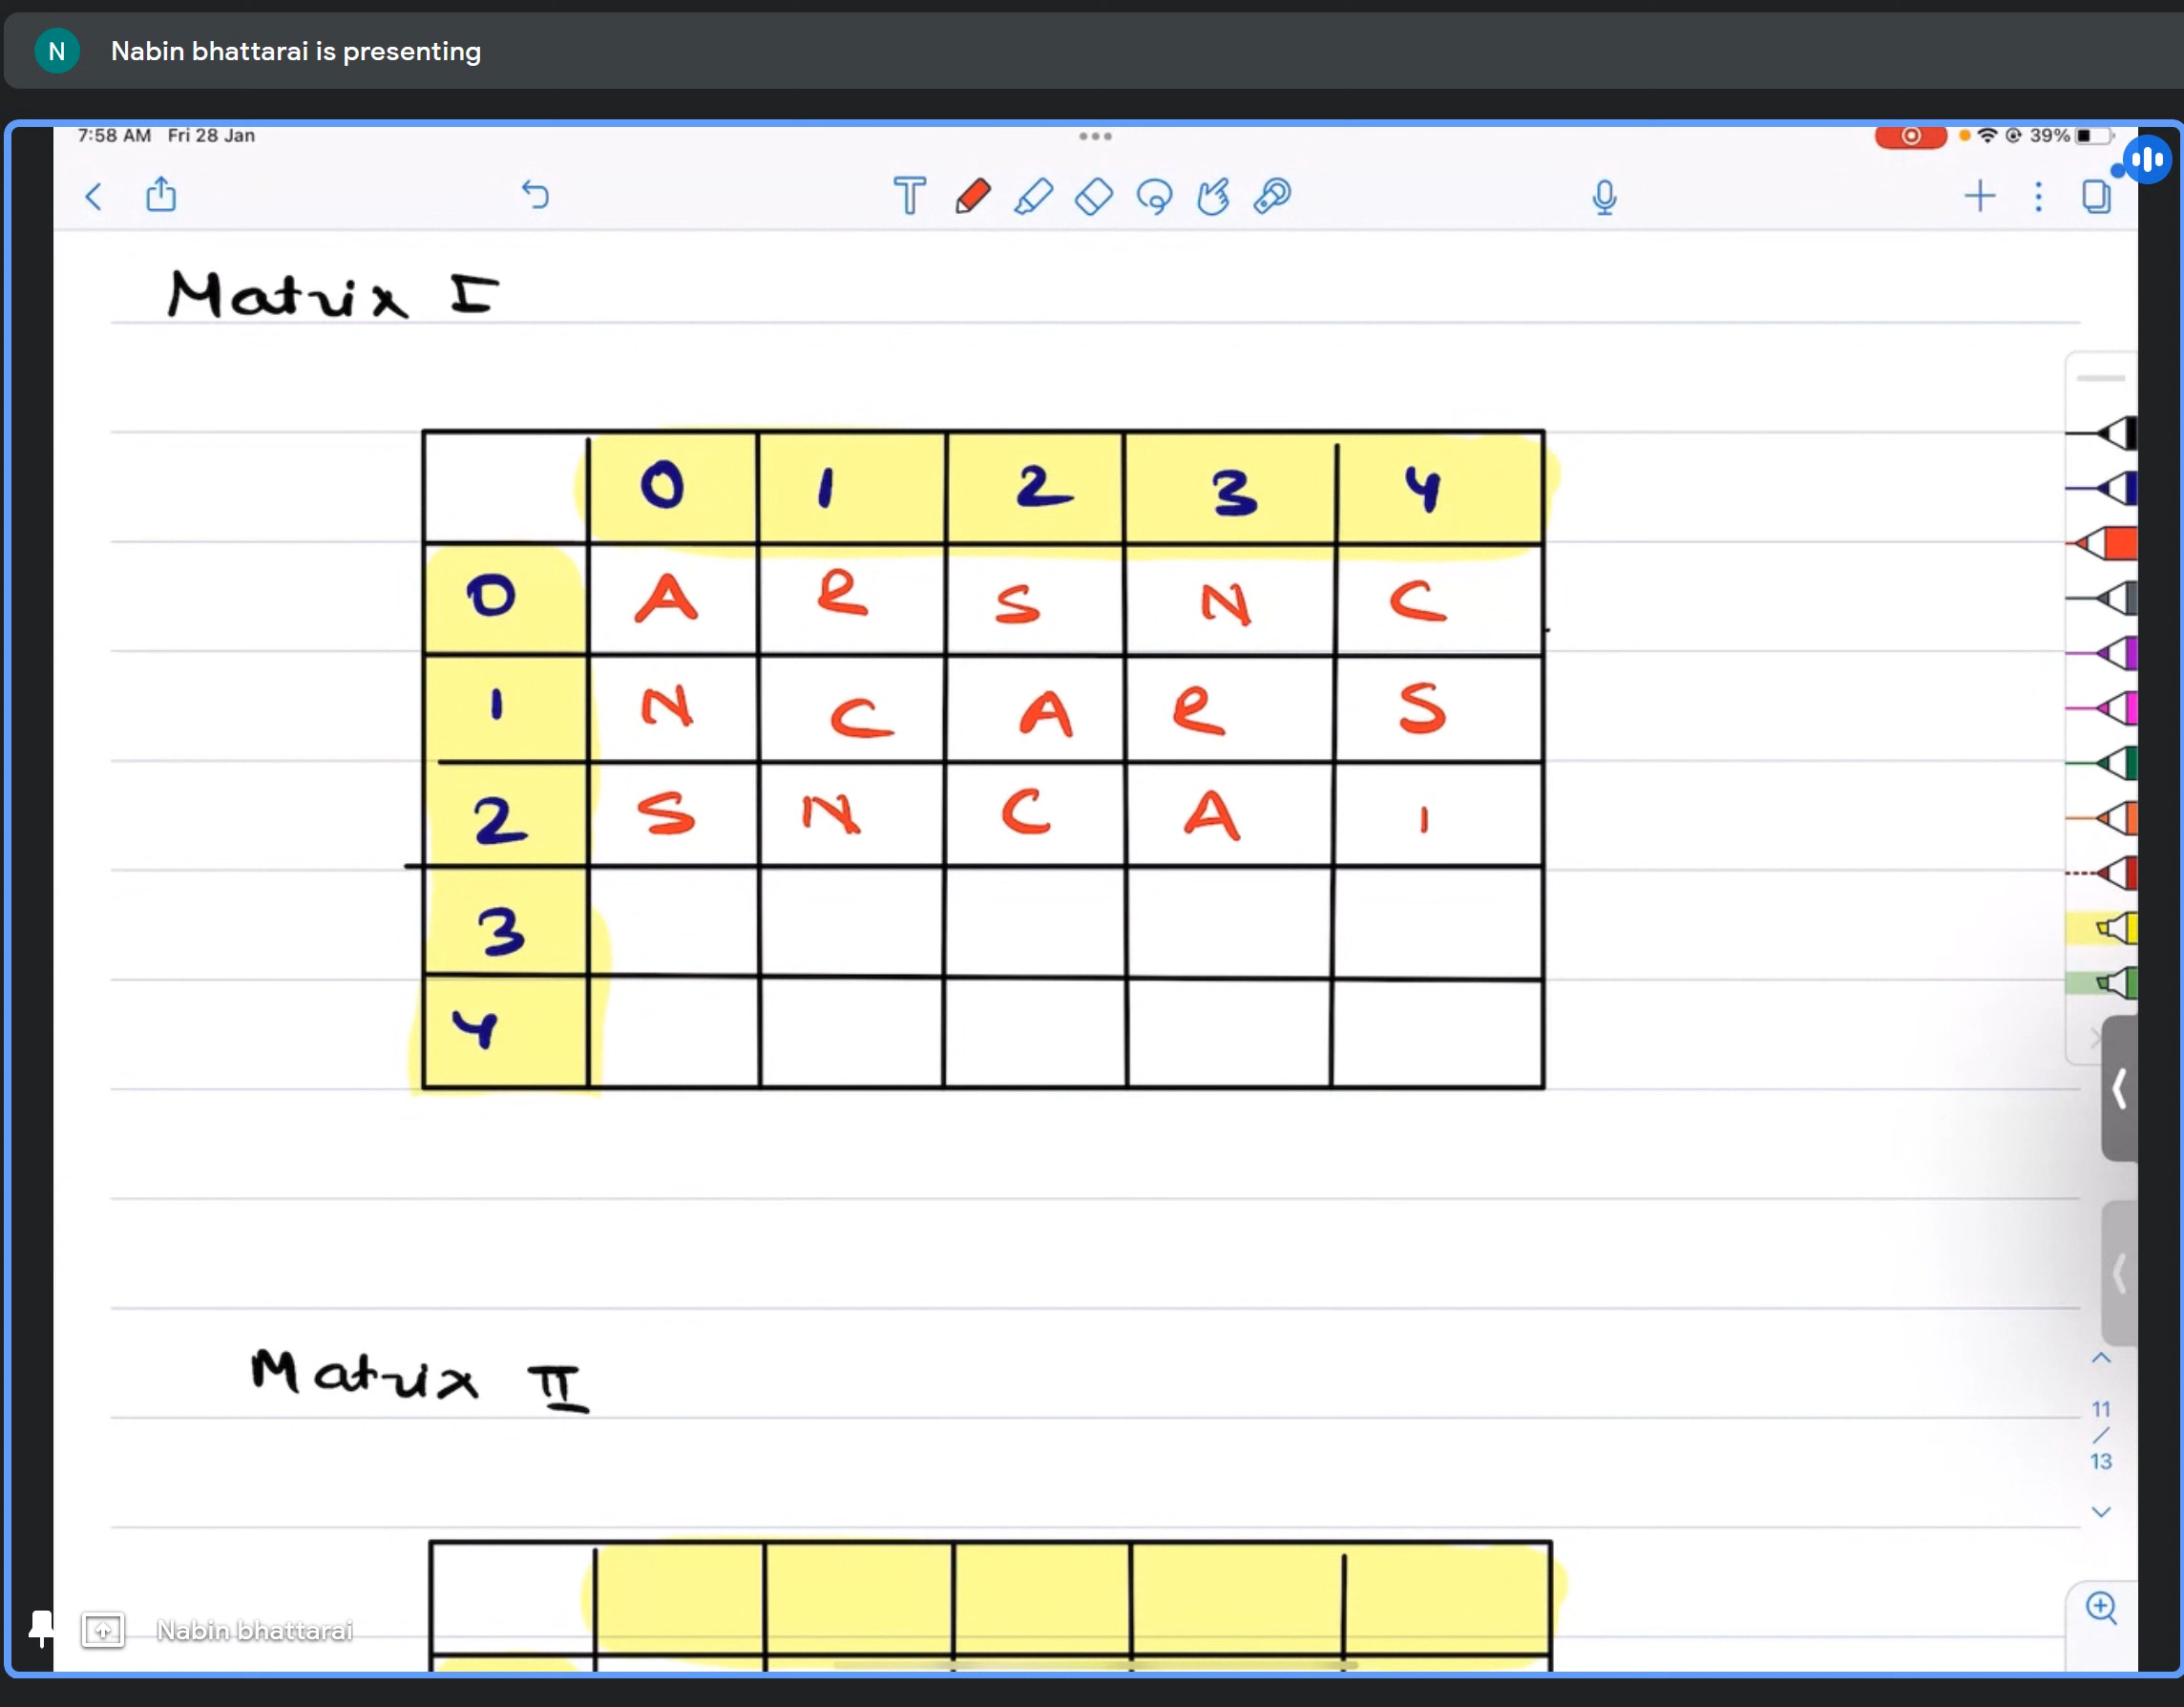 N Nabin bhattarai is presenting
7:58 AM Fri 28 Jan
39%
T
Matrix I
0 1 2 3 4
0 A R S N C
1 N C A R S
2 S N C A I
3
4
Matrix II
11
/
13
Nabin bhattarai